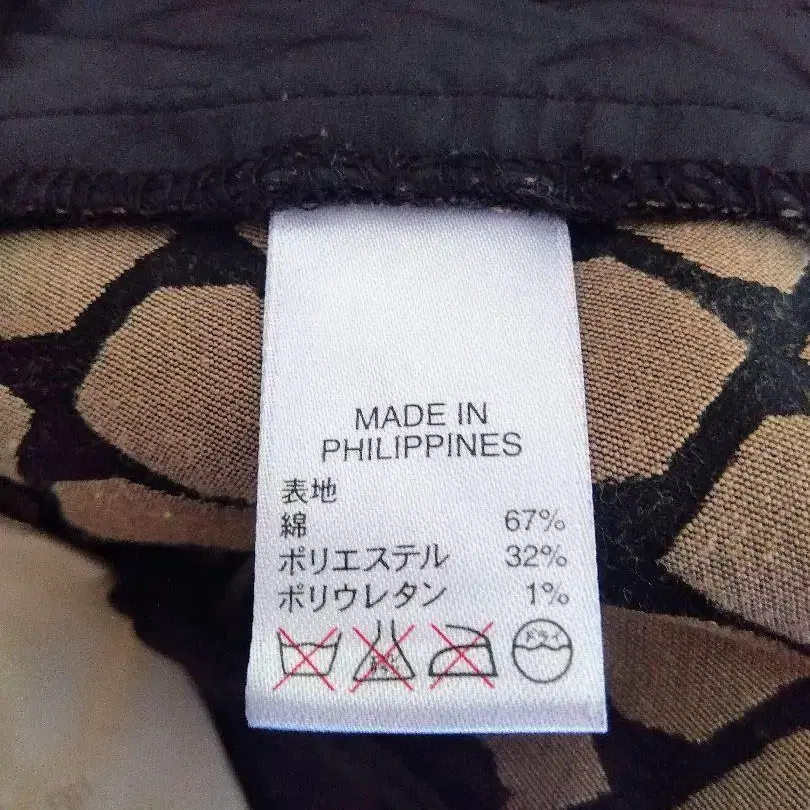 MADE IN
PHILIPPINES
表地
綿 67%
ポリエステル 32%
ポリウレタン 1%
ドライ